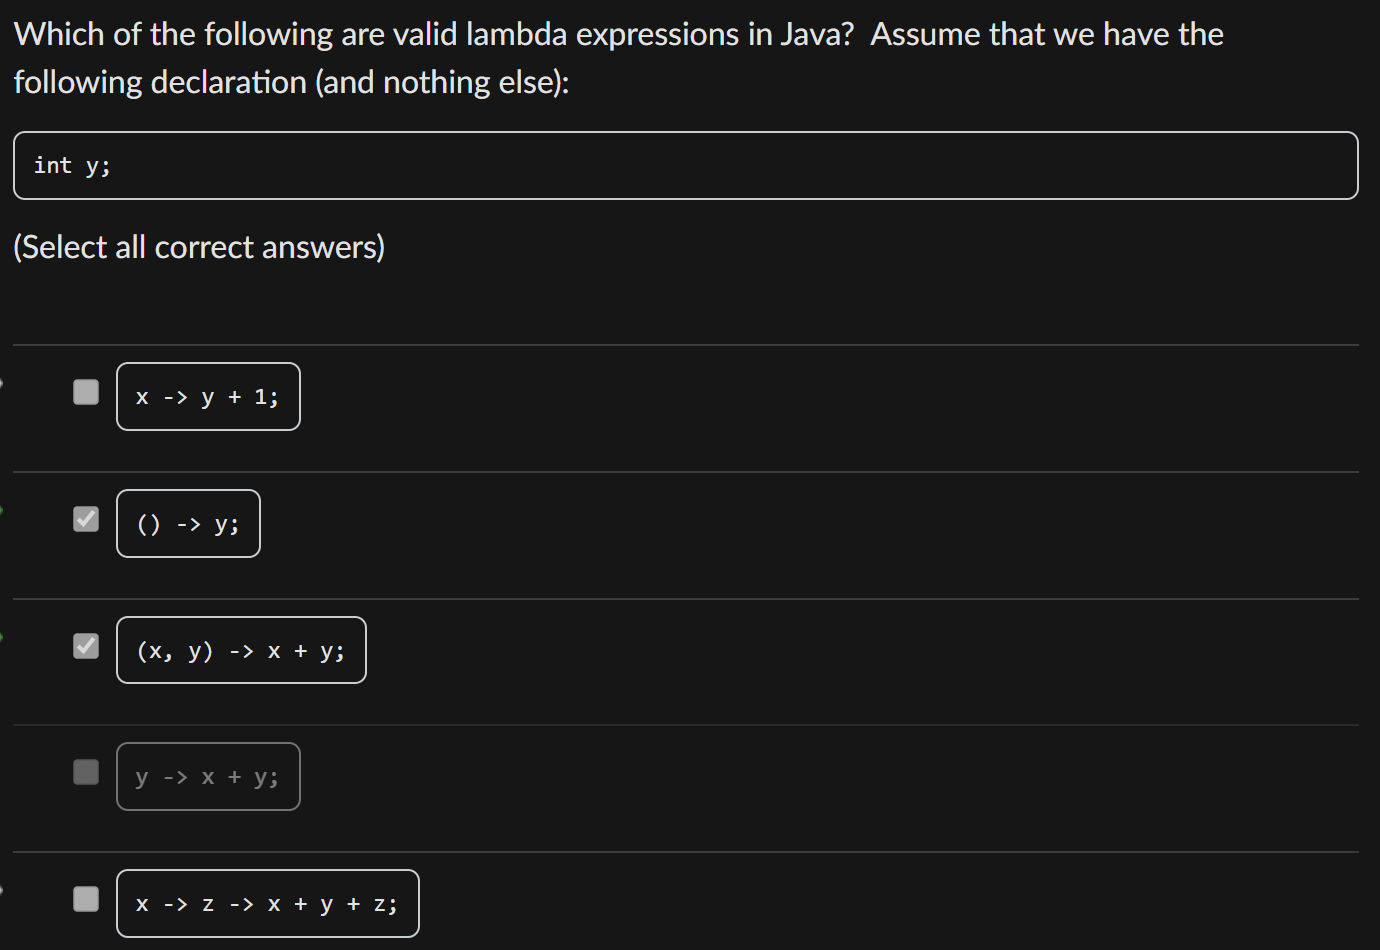 Which of the following are valid lambda expressions in Java?  Assume that we have the
following declaration (and nothing else):
int y;
(Select all correct answers)
x -> y + 1;
() -> y;
(x, y) -> x + y;
y -> x + y;
x -> z -> x + y + z;